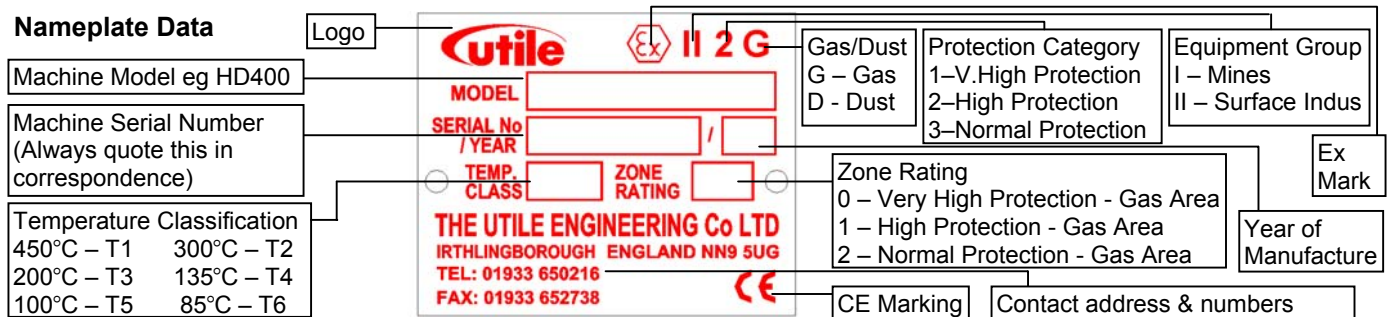 Nameplate Data
Logo
Machine Model eg HD400
Machine Serial Number
(Always quote this in
correspondence)
Temperature Classification
450°C – T1 300°C – T2
200°C – T3 135°C – T4
100°C – T5 85°C – T6
utile
Ex II 2 G
MODEL
SERIAL No
/ YEAR
/
TEMP.
CLASS
ZONE
RATING
THE UTILE ENGINEERING Co LTD
IRTHLINGBOROUGH ENGLAND NN9 5UG
TEL: 01933 650216
FAX: 01933 652738
CE
Gas/Dust
G – Gas
D - Dust
Protection Category
1–V.High Protection
2–High Protection
3–Normal Protection
Equipment Group
I – Mines
II – Surface Indus
Ex
Mark
Zone Rating
0 – Very High Protection - Gas Area
1 – High Protection - Gas Area
2 – Normal Protection - Gas Area
Year of
Manufacture
CE Marking
Contact address & numbers